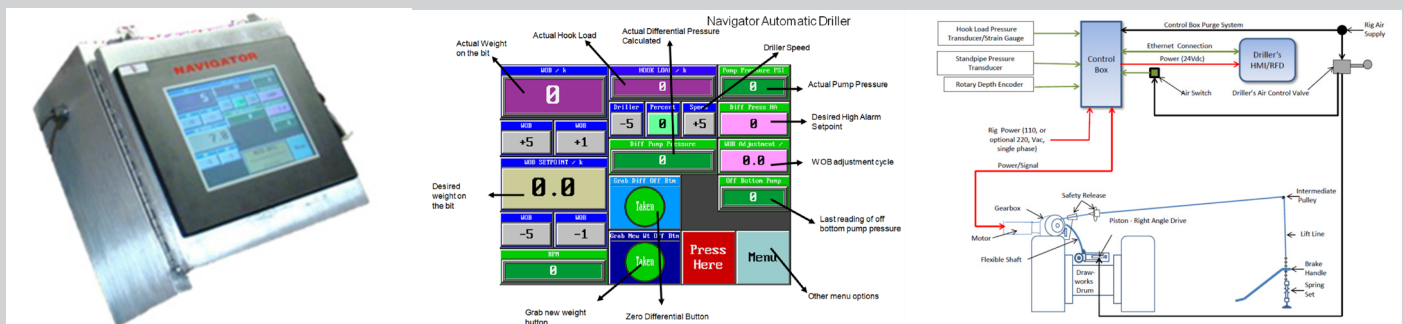 NAVIGATOR
Navigator Automatic Driller
Actual Weight
on the bit
Actual Hook Load
Actual Differential Pressure
Calculated
Driller Speed
WOB / k
0
HOOK LOAD / k
0
Pump Pressure PSI
0
Actual Pump Pressure
Driller
Percent
Speed
-5
0
+5
Diff Press HA
0
Desired High Alarm
Setpoint
WOB
WOB
+5
+1
Diff Pump Pressure
0
WOB Adjustment /
0.0
WOB adjustment cycle
WOB SETPOINT / k
0.0
Desired
weight on
the bit
Grab Diff Off Btm
Taken
Off Bottom Pump
0
Last reading of off
bottom pump pressure
WOB
WOB
-5
-1
Grab New Wt Off Btm
Taken
Press
Here
Menu
0
Other menu options
Grab new weight
button
Zero Differential Button
Hook Load Pressure
Transducer/Strain Gauge
Standpipe Pressure
Transducer
Rotary Depth Encoder
Control
Box
Control Box Purge System
Rig Air
Supply
Ethernet Connection
Power (24Vdc)
Driller's
HMI/RFD
Air Switch
Driller's Air Control Valve
Rig Power (110, or
optional 220, Vac,
single phase)
Power/Signal
Safety Release
Intermediate
Pulley
Gearbox
Piston - Right Angle Drive
Motor
Lift Line
Flexible Shaft
Draw-
works
Drum
Brake
Handle
Spring
Set